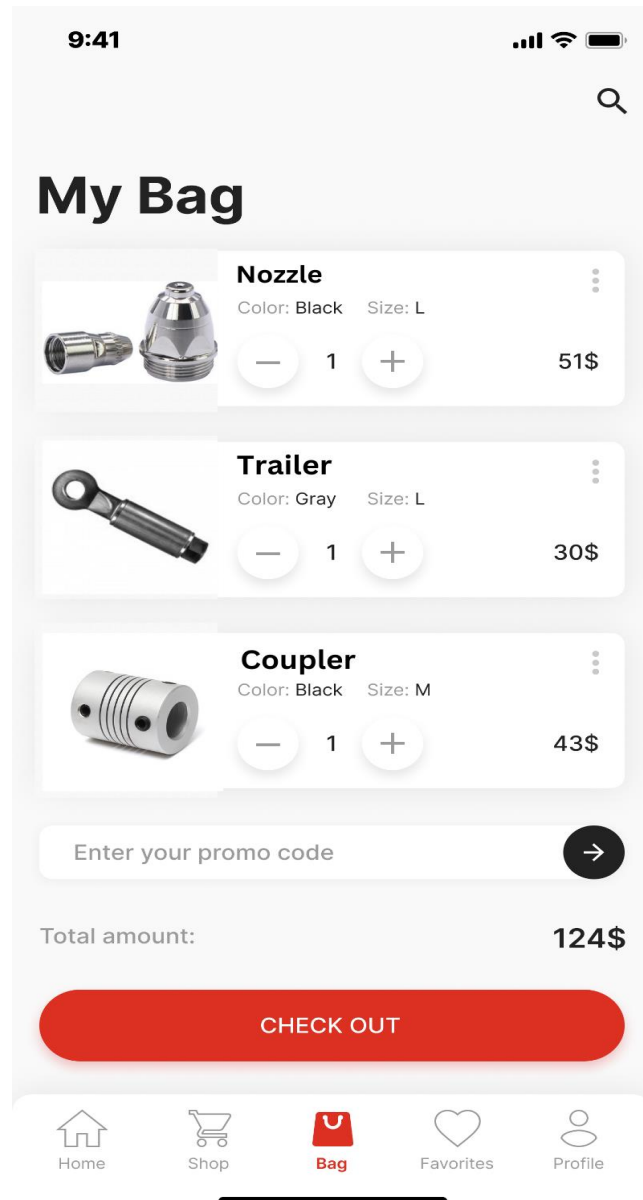 9:41
My Bag
Nozzle
Color: Black Size: L
1
51$
Trailer
Color: Gray Size: L
1
30$
Coupler
Color: Black Size: M
1
43$
Enter your promo code
Total amount: 124$
CHECK OUT
Home Shop Bag Favorites Profile